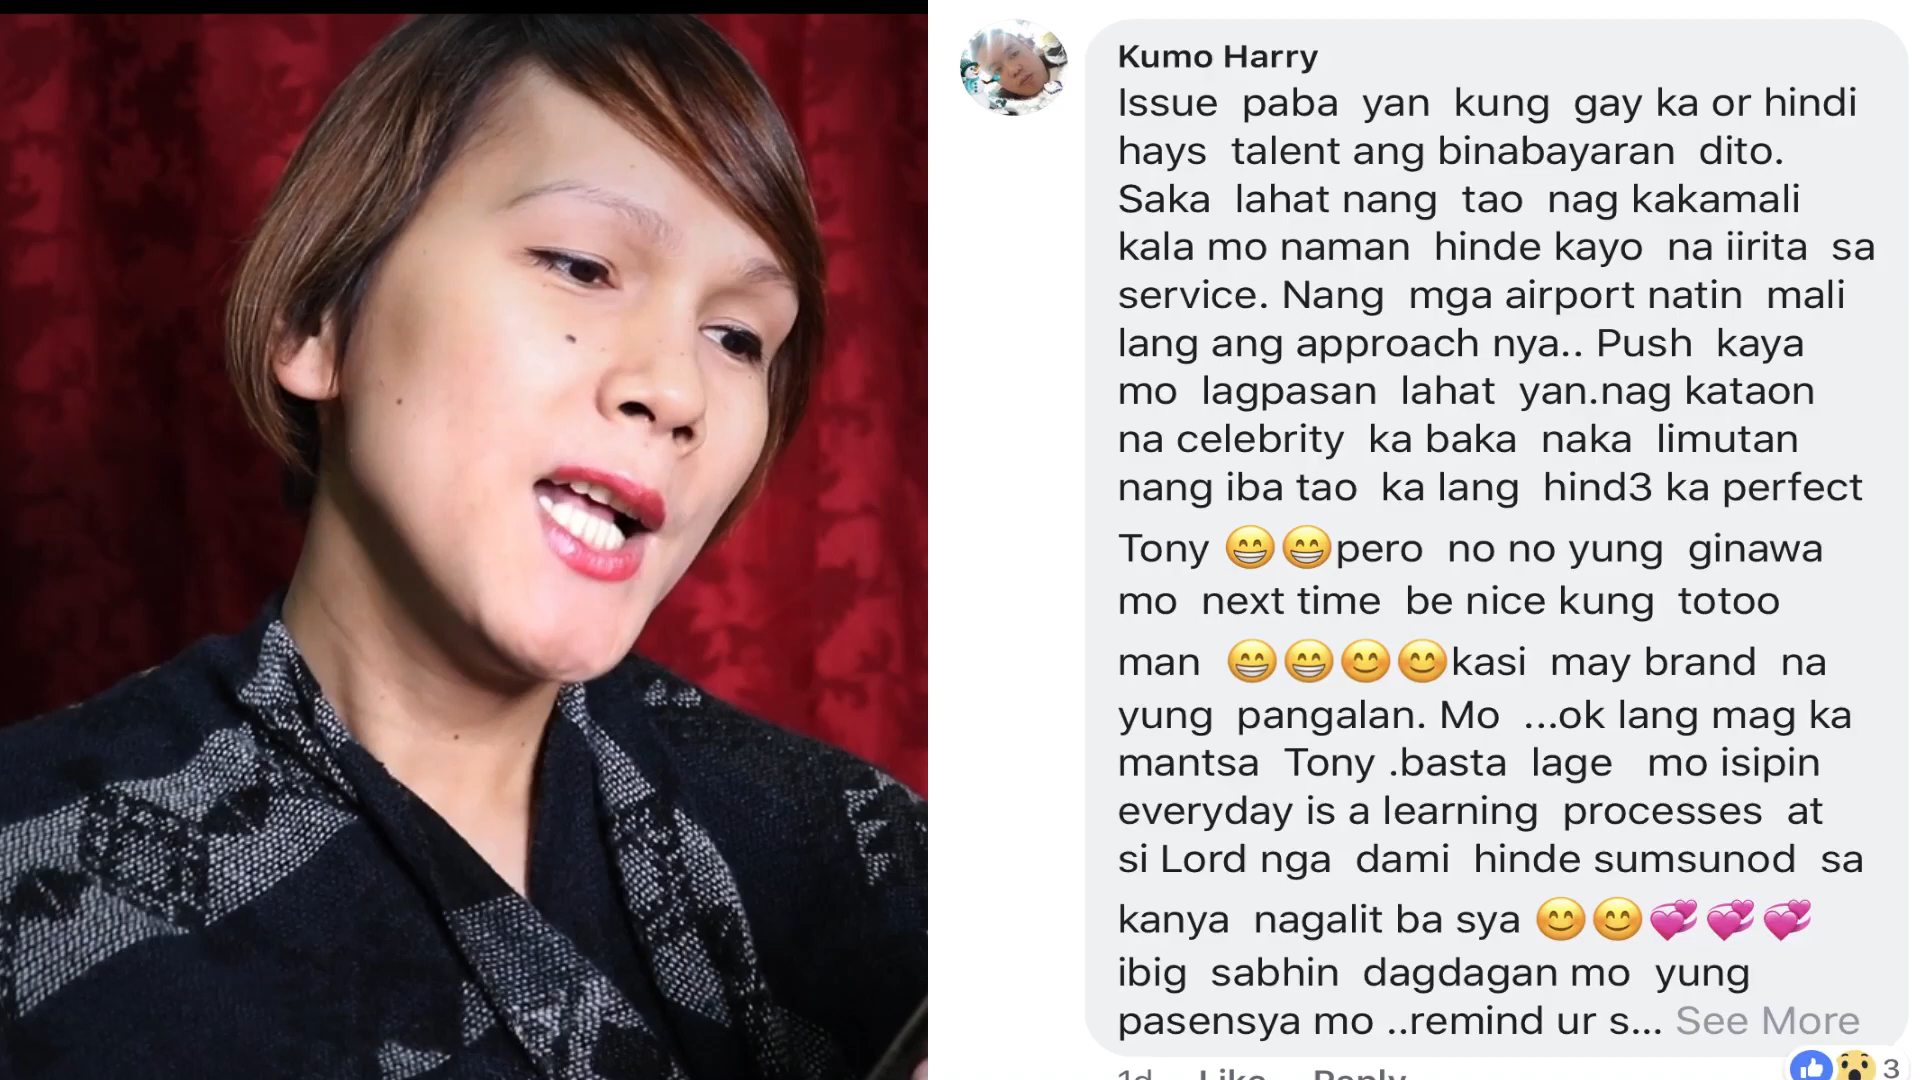 Kumo Harry
Issue paba yan kung gay ka or hindi
hays talent ang binabayaran dito.
Saka lahat nang tao nag kakamali
kala mo naman hinde kayo na iirita sa
service. Nang mga airport natin mali
lang ang approach nya.. Push kaya
mo lagpasan lahat yan.nag kataon
na celebrity ka baka naka limutan
nang iba tao ka lang hind3 ka perfect
Tony 😁😁pero no no yung ginawa
mo next time be nice kung totoo
man 😁😁😊😊kasi may brand na
yung pangalan. Mo ...ok lang mag ka
mantsa Tony .basta lage mo isipin
everyday is a learning processes at
si Lord nga dami hinde sumsunod sa
kanya nagalit ba sya 😊😊💞💞💞
ibig sabhin dagdagan mo yung
pasensya mo ..remind ur s... See More
1d Like Reply 3